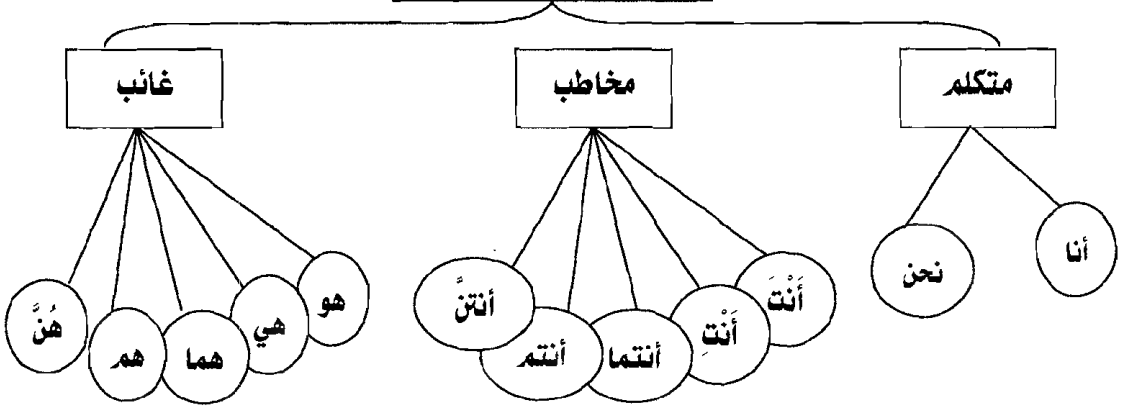 متكلم مخاطب غائب
أنا نحن
أَنْتَ أَنْتِ أنتما أنتم أنتنَّ
هو هي هما هم هُنَّ